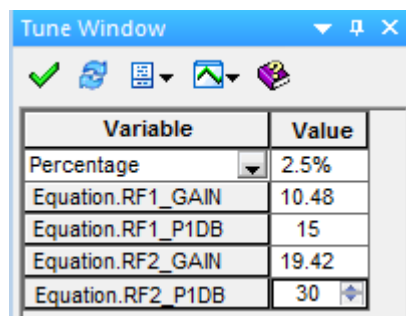 Tune Window
Variable Value
Percentage 2.5%
Equation.RF1_GAIN 10.48
Equation.RF1_P1DB 15
Equation.RF2_GAIN 19.42
Equation.RF2_P1DB 30